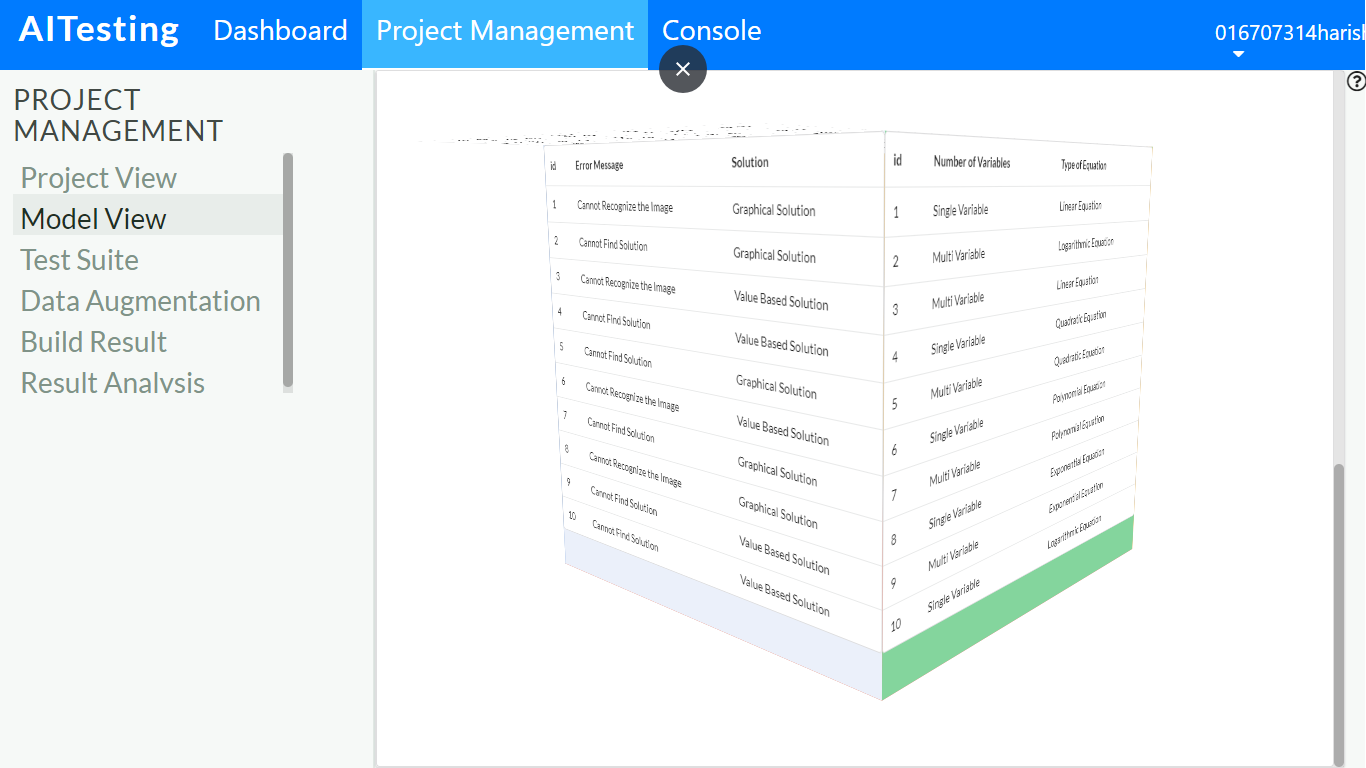 AITesting Dashboard Project Management Console 016707314harish
PROJECT
MANAGEMENT
Project View
Model View
Test Suite
Data Augmentation
Build Result
Result Analysis
id Error Message Solution
1 Cannot Recognize the Image Graphical Solution
2 Cannot Find Solution Graphical Solution
3 Cannot Recognize the Image Value Based Solution
4 Cannot Find Solution Value Based Solution
5 Cannot Find Solution Graphical Solution
6 Cannot Recognize the Image Value Based Solution
7 Cannot Find Solution Graphical Solution
8 Cannot Recognize the Image Graphical Solution
9 Cannot Find Solution Value Based Solution
10 Cannot Find Solution Value Based Solution
id Number of Variables Type of Equation
1 Single Variable Linear Equation
2 Multi Variable Logarithmic Equation
3 Multi Variable Linear Equation
4 Single Variable Quadratic Equation
5 Multi Variable Quadratic Equation
6 Single Variable Polynomial Equation
7 Multi Variable Polynomial Equation
8 Single Variable Exponential Equation
9 Multi Variable Exponential Equation
10 Single Variable Logarithmic Equation